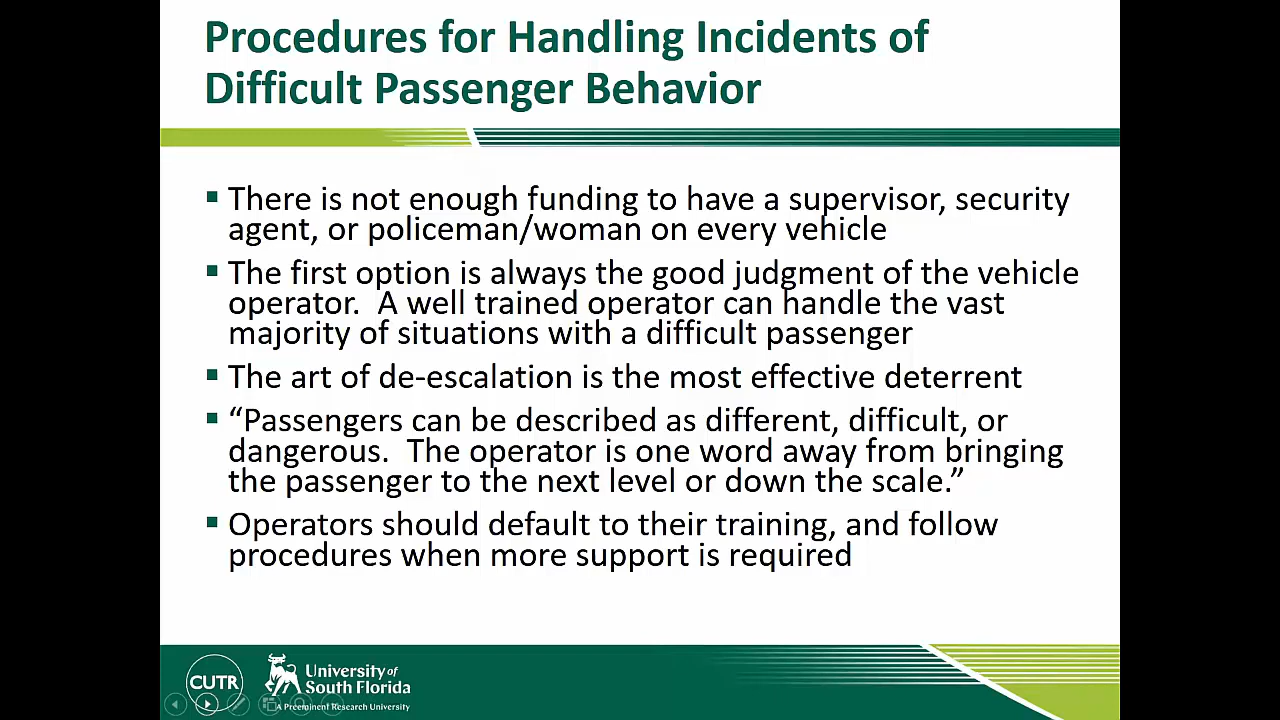 Procedures for Handling Incidents of
Difficult Passenger Behavior
▪ There is not enough funding to have a supervisor, security
agent, or policeman/woman on every vehicle
▪ The first option is always the good judgment of the vehicle
operator.  A well trained operator can handle the vast
majority of situations with a difficult passenger
▪ The art of de-escalation is the most effective deterrent
▪ “Passengers can be described as different, difficult, or
dangerous.  The operator is one word away from bringing
the passenger to the next level or down the scale.”
▪ Operators should default to their training, and follow
procedures when more support is required
CUTR
University of
South Florida
A Preeminent Research University